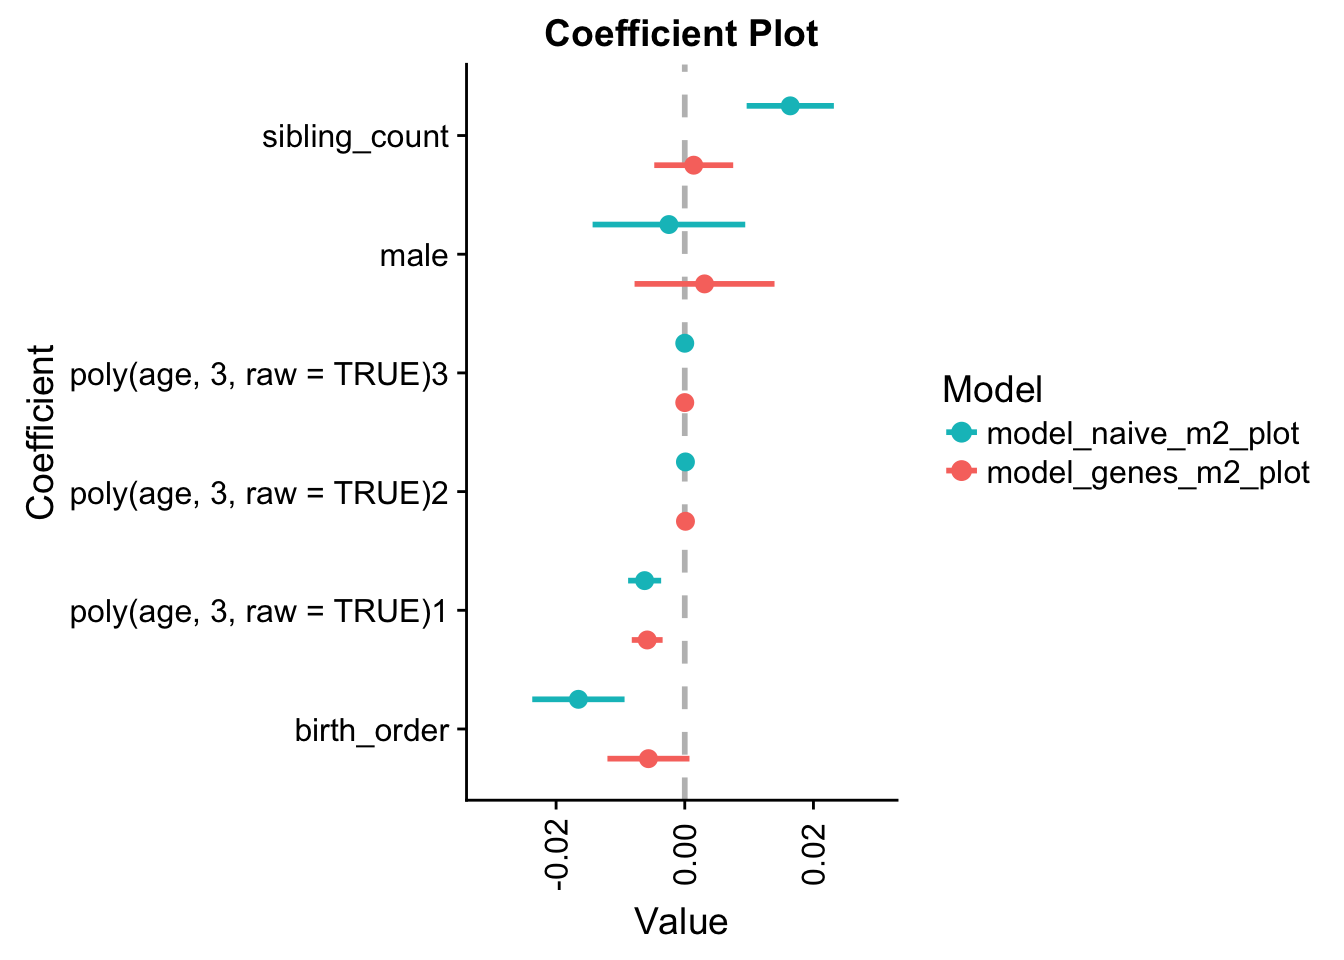 Coefficient Plot
Coefficient
sibling_count
male
poly(age, 3, raw = TRUE)3
poly(age, 3, raw = TRUE)2
poly(age, 3, raw = TRUE)1
birth_order
-0.02
0.00
0.02
Value
Model
model_naive_m2_plot
model_genes_m2_plot